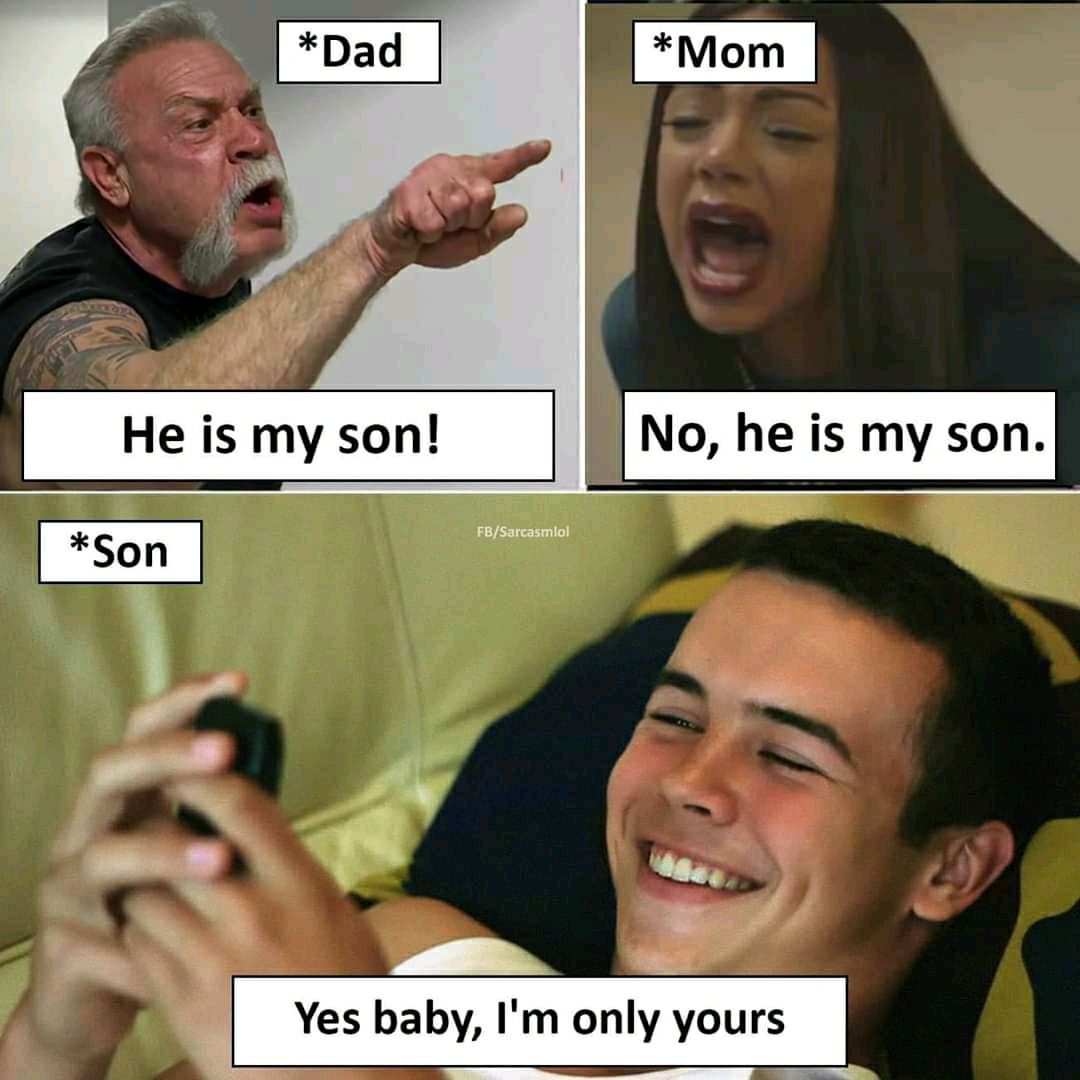 *Dad
*Mom
He is my son!
No, he is my son.
*Son
FB/Sarcasmlol
Yes baby, I'm only yours